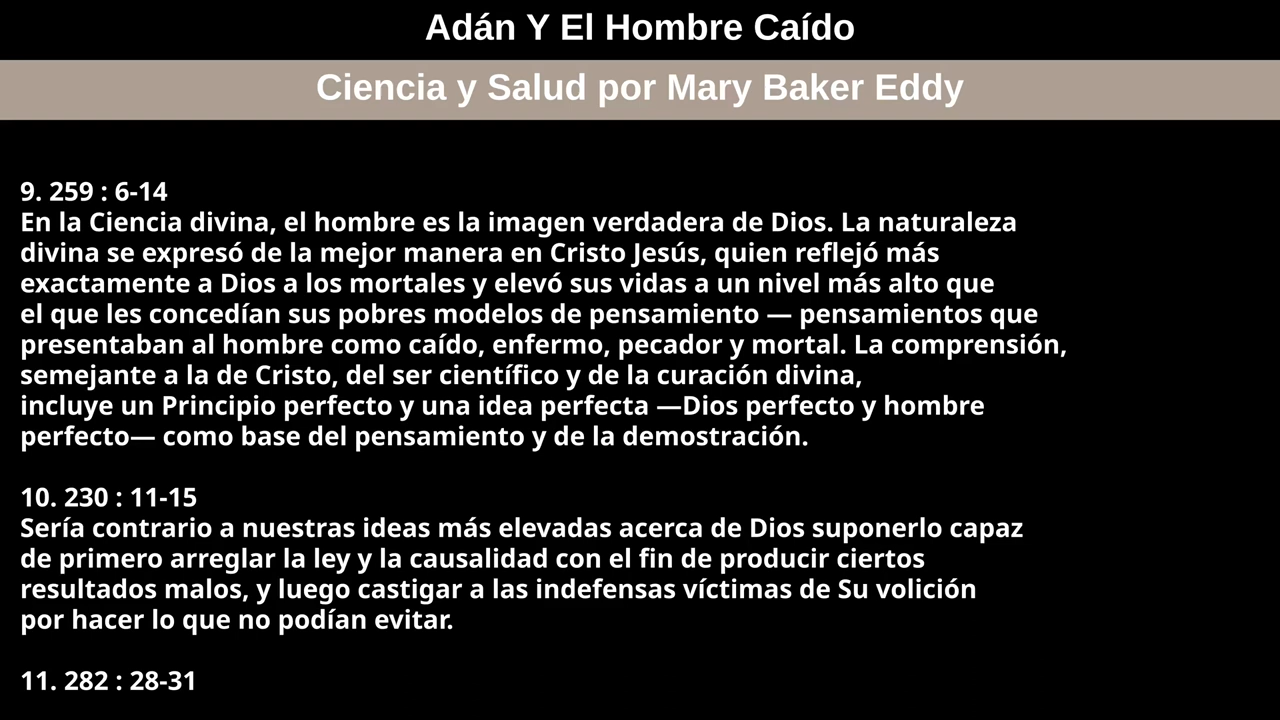 Adán Y El Hombre Caído
Ciencia y Salud por Mary Baker Eddy
9. 259 : 6-14
En la Ciencia divina, el hombre es la imagen verdadera de Dios. La naturaleza
divina se expresó de la mejor manera en Cristo Jesús, quien reflejó más
exactamente a Dios a los mortales y elevó sus vidas a un nivel más alto que
el que les concedían sus pobres modelos de pensamiento — pensamientos que
presentaban al hombre como caído, enfermo, pecador y mortal. La comprensión,
semejante a la de Cristo, del ser científico y de la curación divina,
incluye un Principio perfecto y una idea perfecta —Dios perfecto y hombre
perfecto— como base del pensamiento y de la demostración.
10. 230 : 11-15
Sería contrario a nuestras ideas más elevadas acerca de Dios suponerlo capaz
de primero arreglar la ley y la causalidad con el fin de producir ciertos
resultados malos, y luego castigar a las indefensas víctimas de Su volición
por hacer lo que no podían evitar.
11. 282 : 28-31